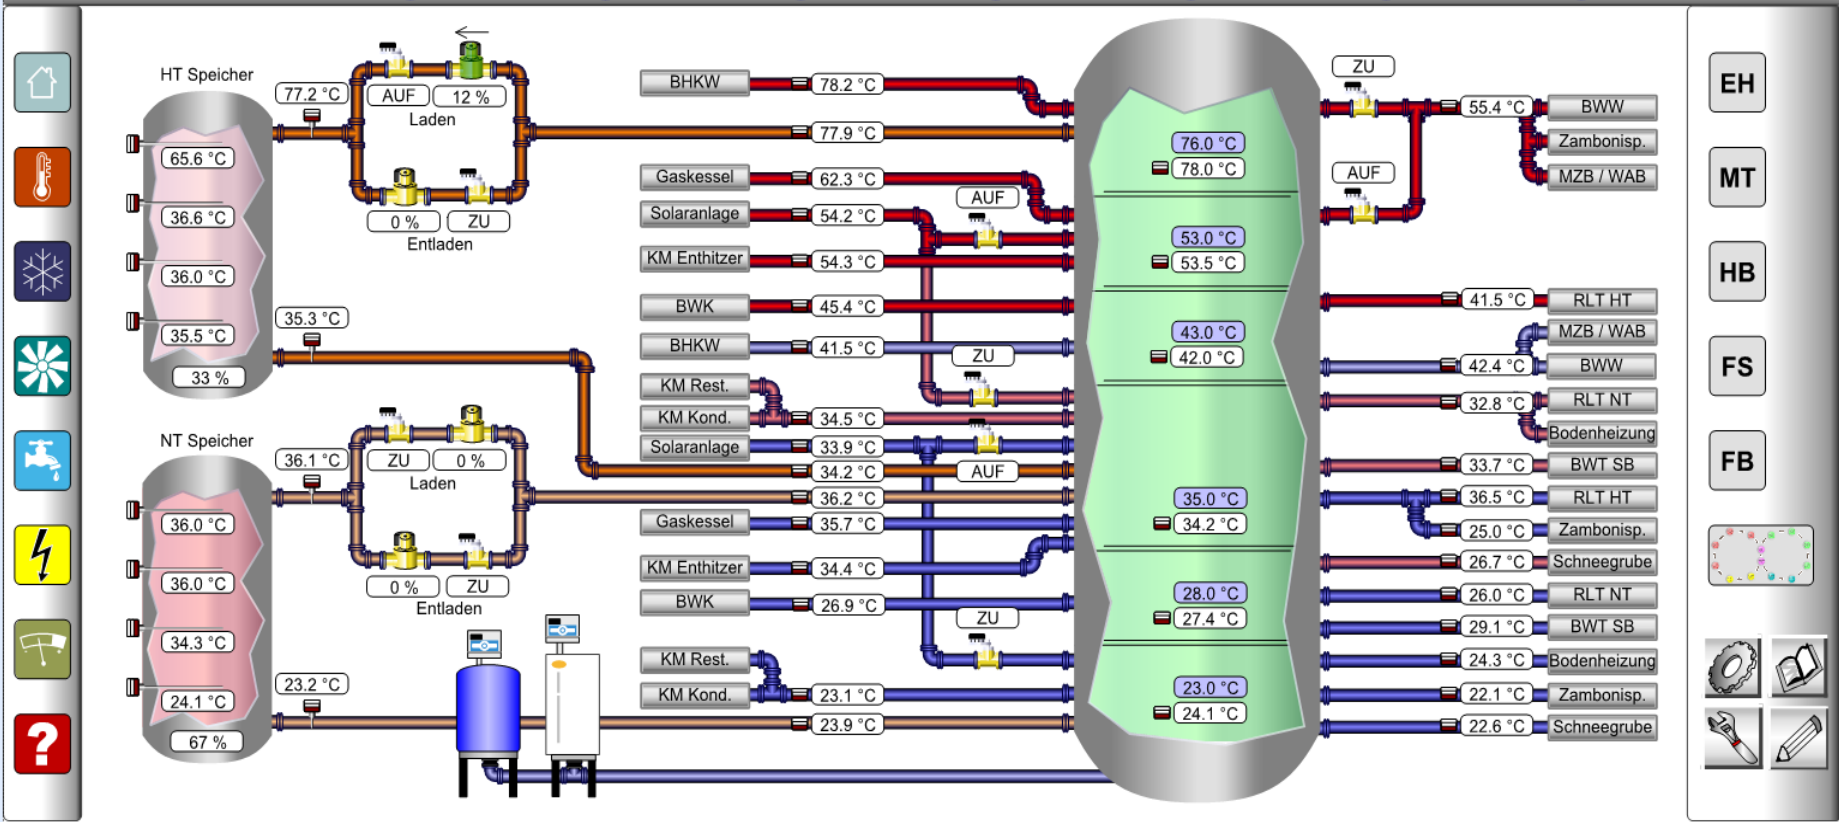 HT Speicher
77.2 °C
65.6 °C
36.6 °C
36.0 °C
35.5 °C
35.3 °C
33 %
AUF
12 %
Laden
0 %
ZU
Entladen
NT Speicher
36.1 °C
36.0 °C
36.0 °C
34.3 °C
24.1 °C
23.2 °C
67 %
ZU
0 %
Laden
0 %
ZU
Entladen
BHKW
78.2 °C
77.9 °C
Gaskessel
62.3 °C
Solaranlage
54.2 °C
AUF
KM Enthitzer
54.3 °C
BWK
45.4 °C
BHKW
41.5 °C
ZU
KM Rest.
KM Kond.
34.5 °C
Solaranlage
33.9 °C
34.2 °C
AUF
36.2 °C
Gaskessel
35.7 °C
KM Enthitzer
34.4 °C
BWK
26.9 °C
ZU
KM Rest.
KM Kond.
23.1 °C
23.9 °C
76.0 °C
78.0 °C
53.0 °C
53.5 °C
43.0 °C
42.0 °C
35.0 °C
34.2 °C
28.0 °C
27.4 °C
23.0 °C
24.1 °C
ZU
55.4 °C
BWW
Zambonisp.
MZB / WAB
AUF
41.5 °C
RLT HT
MZB / WAB
42.4 °C
BWW
32.8 °C
RLT NT
Bodenheizung
33.7 °C
BWT SB
36.5 °C
RLT HT
25.0 °C
Zambonisp.
26.7 °C
Schneegrube
26.0 °C
RLT NT
29.1 °C
BWT SB
24.3 °C
Bodenheizung
22.1 °C
Zambonisp.
22.6 °C
Schneegrube
EH
MT
HB
FS
FB
?